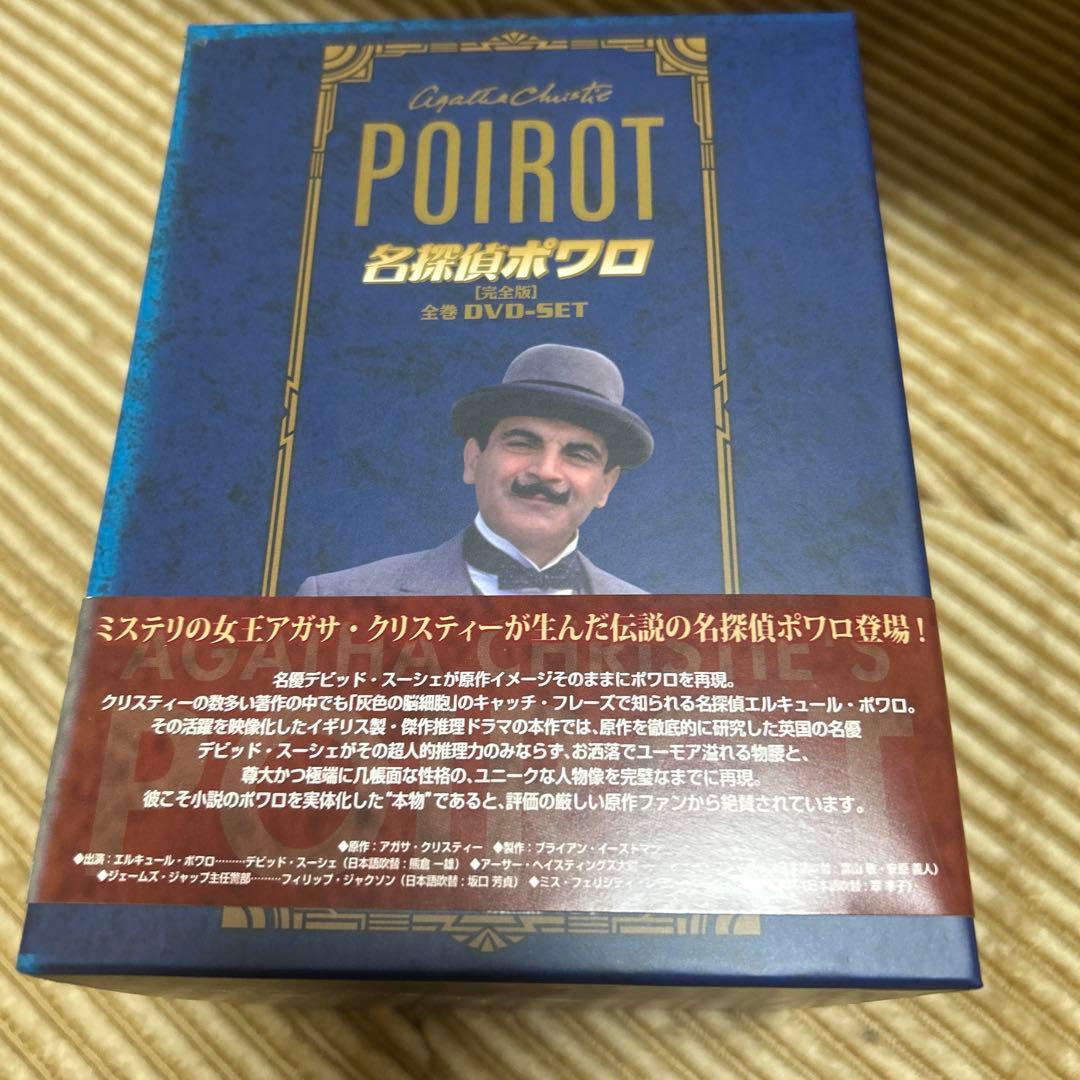 Agatha Christie
POIROT
名探偵ポワロ
[完全版]
全巻 DVD-SET
ミステリの女王アガサ・クリスティーが生んだ伝説の名探偵ポワロ登場！
AGATHA CHRISTIE'S
名優デビッド・スーシェが原作イメージそのままにポワロを再現。
クリスティーの数多い著作の中でも「灰色の脳細胞」のキャッチ・フレーズで知られる名探偵エルキュール・ポワロ。
その活躍を映像化したイギリス製・傑作推理ドラマの本作では、原作を徹底的に研究した英国の名優
デビッド・スーシェがその超人的推理力のみならず、お洒落でユーモア溢れる物腰と、
尊大かつ極端に几帳面な性格の、ユニークな人物像を完璧なまでに再現。
彼こそ小説のポワロを実体化した"本物"であると、評価の厳しい原作ファンから絶賛されています。
POIROT
◆原作：アガサ・クリスティー ◆製作：ブライアン・イーストマン
◆出演：エルキュール・ポワロ………デビッド・スーシェ（日本語吹替：熊倉 一雄） ◆アーサー・ヘイスティングズ大尉 富山 敬・安原 義人）
◆ジェームズ・ジャップ主任警部………フィリップ・ジャクソン（日本語吹替：坂口 芳貞） ◆ミス・フェリシティ・ （日本語吹替：翠 準子）